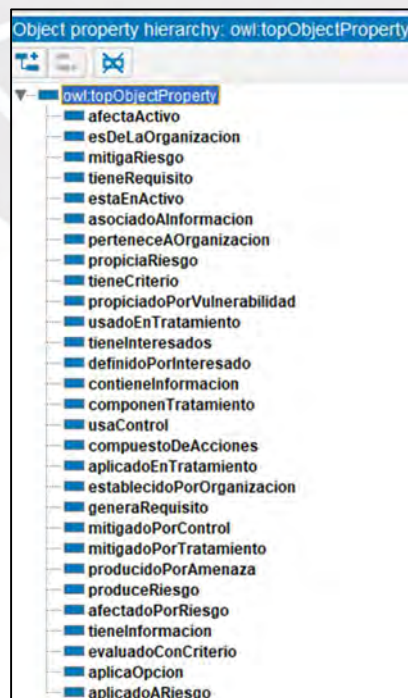 Object property hierarchy: owl:topObjectProperty
owl:topObjectProperty
afectaActivo
esDeLaOrganizacion
mitigaRiesgo
tieneRequisito
estaEnActivo
asociadoAInformacion
perteneceAOrganizacion
propiciaRiesgo
tieneCriterio
propiciadoPorVulnerabilidad
usadoEnTratamiento
tieneInteresados
definidoPorInteresado
contieneInformacion
componenTratamiento
usaControl
compuestoDeAcciones
aplicadoEnTratamiento
establecidoPorOrganizacion
generaRequisito
mitigadoPorControl
mitigadoPorTratamiento
producidoPorAmenaza
produceRiesgo
afectadoPorRiesgo
tieneInformacion
evaluadoConCriterio
aplicaOpcion
aplicadoARiesgo